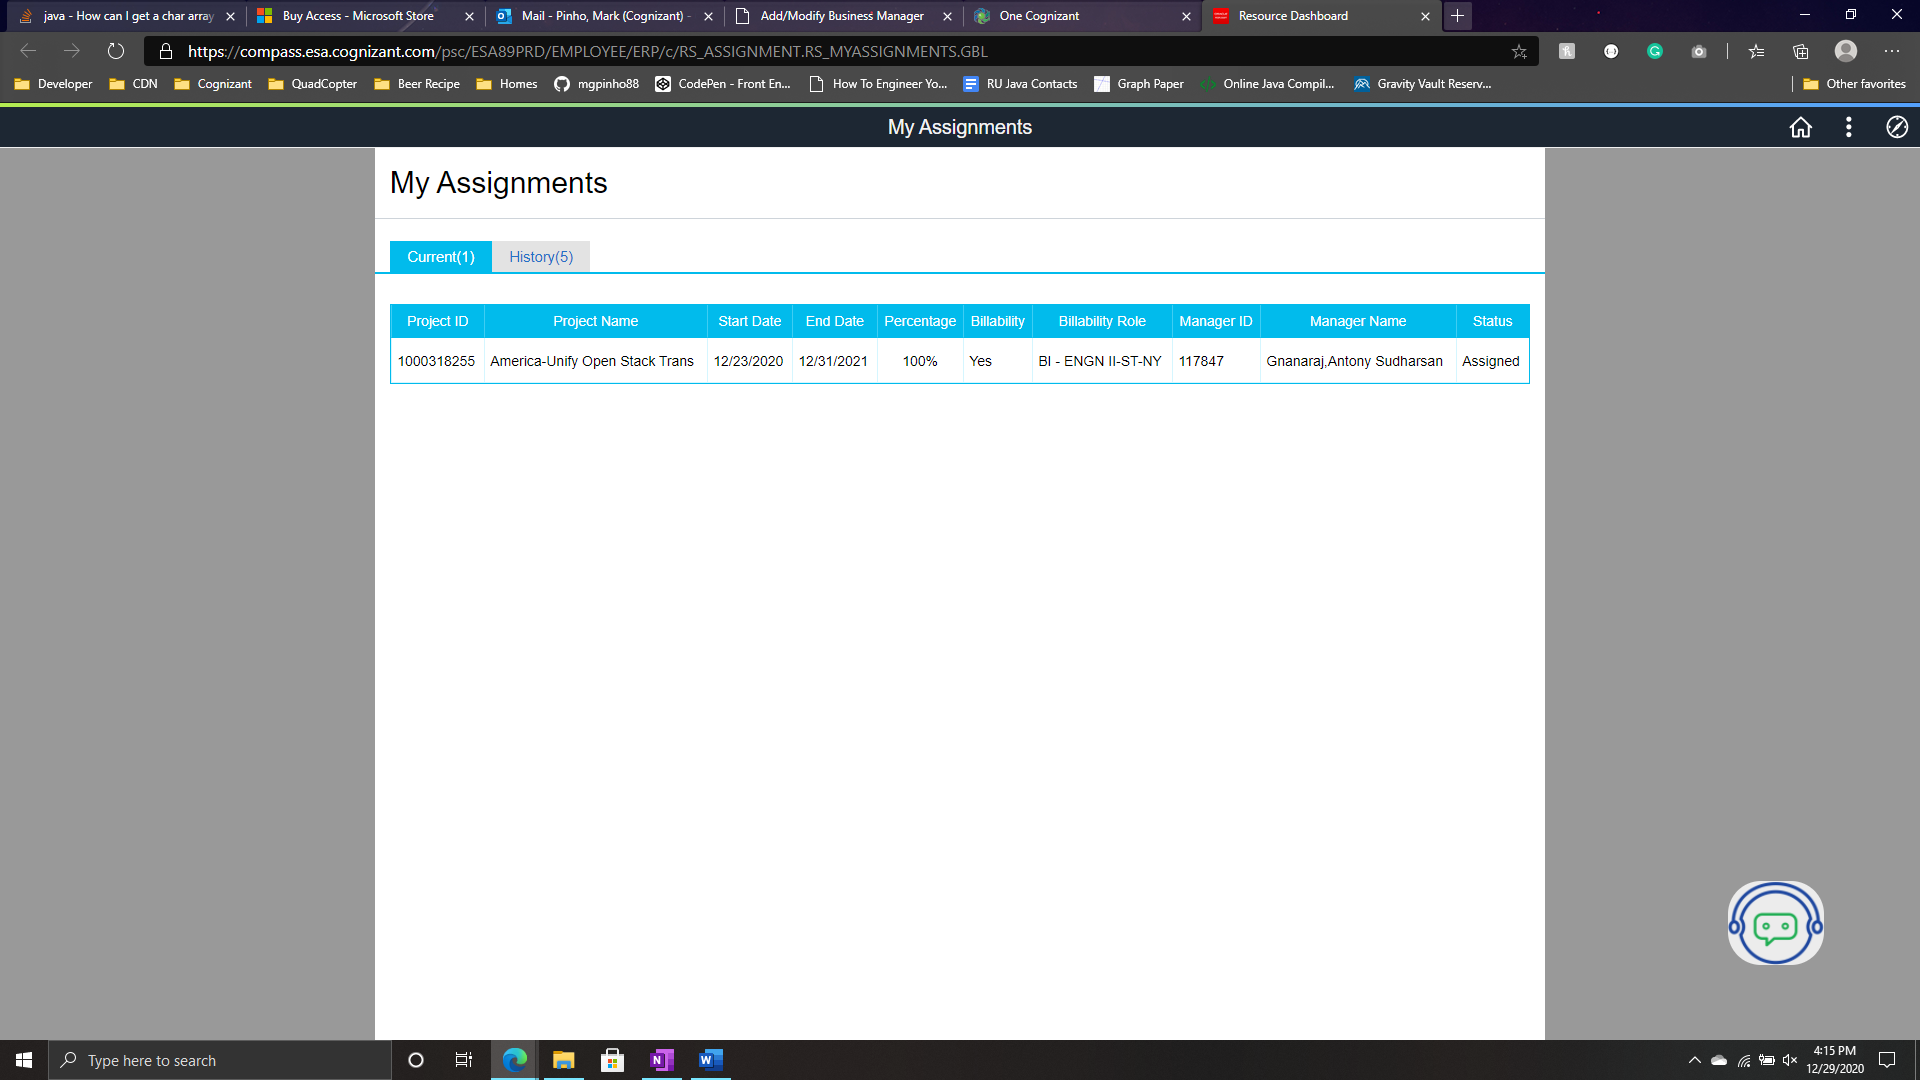 java - How can I get a char array
Buy Access - Microsoft Store
Mail - Pinho, Mark (Cognizant) -
Add/Modify Business Manager
One Cognizant
Resource Dashboard
https://compass.esa.cognizant.com/psc/ESA89PRD/EMPLOYEE/ERP/c/RS_ASSIGNMENT.RS_MYASSIGNMENTS.GBL
Developer
CDN
Cognizant
QuadCopter
Beer Recipe
Homes
mgpinho88
CodePen - Front En...
How To Engineer Yo...
RU Java Contacts
Graph Paper
Online Java Compil...
Gravity Vault Reserv...
Other favorites
My Assignments
My Assignments
Current(1) History(5)
Project ID Project Name Start Date End Date Percentage Billability Billability Role Manager ID Manager Name Status
1000318255 America-Unify Open Stack Trans 12/23/2020 12/31/2021 100% Yes BI - ENGN II-ST-NY 117847 Gnanaraj,Antony Sudharsan Assigned
Type here to search
4:15 PM
12/29/2020